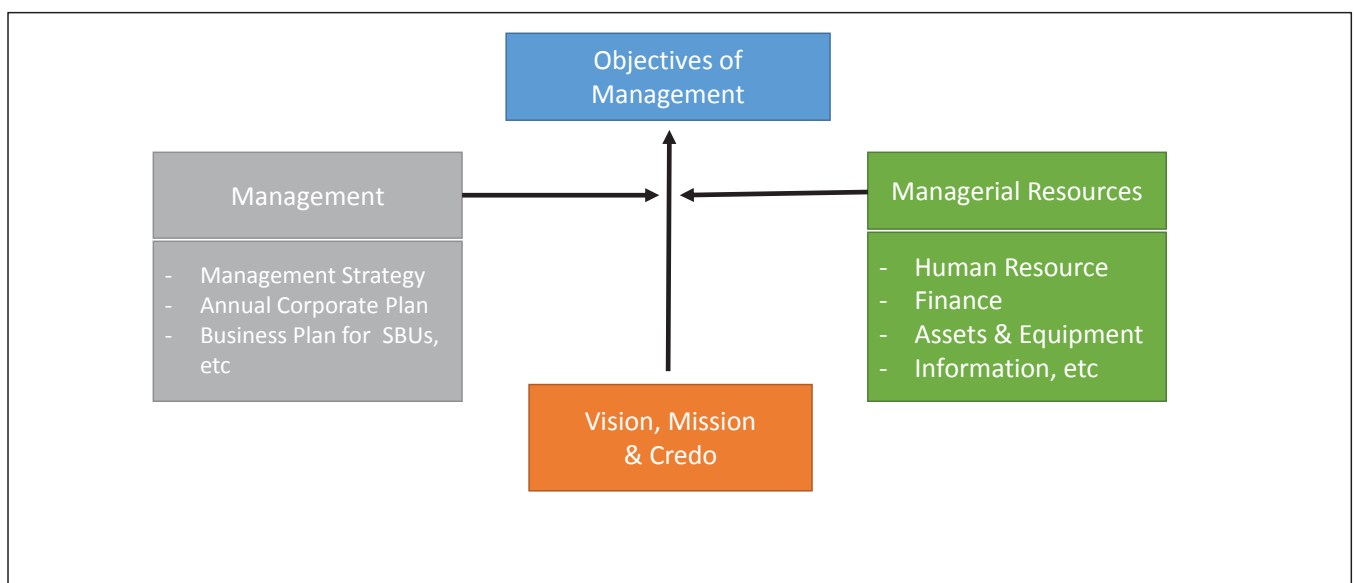 Objectives of
Management
Management
- Management Strategy
- Annual Corporate Plan
- Business Plan for SBUs,
etc
Managerial Resources
- Human Resource
- Finance
- Assets & Equipment
- Information, etc
Vision, Mission
& Credo